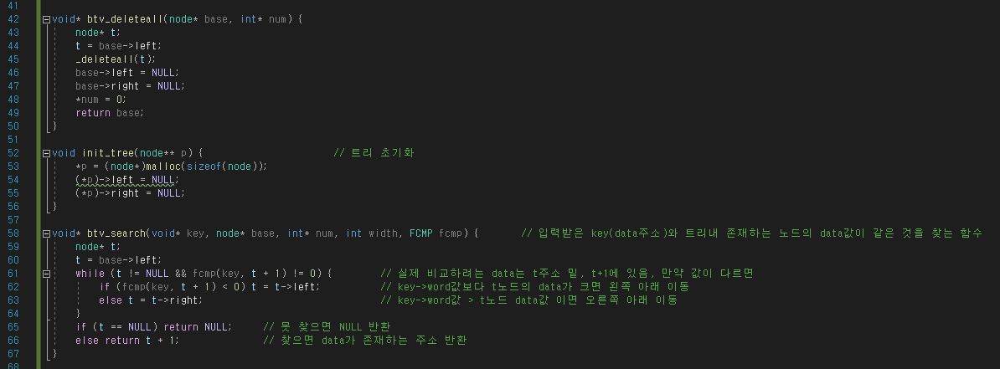 41
42 void* btv_deleteall(node* base, int* num) {
43 node* t;
44 t = base->left;
45 _deleteall(t);
46 base->left = NULL;
47 base->right = NULL;
48 *num = 0;
49 return base;
50 }
51
52 void init_tree(node** p) { // 트리 초기화
53 *p = (node*)malloc(sizeof(node));
54 (*p)->left = NULL;
55 (*p)->right = NULL;
56 }
57
58 void* btv_search(void* key, node* base, int* num, int width, FCMP fcmp) { // 입력받은 key(data주소)와 트리내 존재하는 노드의 data값이 같은 것을 찾는 함수
59 node* t;
60 t = base->left;
61 while (t != NULL && fcmp(key, t + 1) != 0) { // 실제 비교하려는 data는 t주소 밑, t+1에 있음, 만약 값이 다르면
62 if (fcmp(key, t + 1) < 0) t = t->left; // key->word값보다 t노드의 data가 크면 왼쪽 아래 이동
63 else t = t->right; // key->word값 > t노드 data값 이면 오른쪽 아래 이동
64 }
65 if (t == NULL) return NULL; // 못 찾으면 NULL 반환
66 else return t + 1; // 찾으면 data가 존재하는 주소 반환
67 }
68